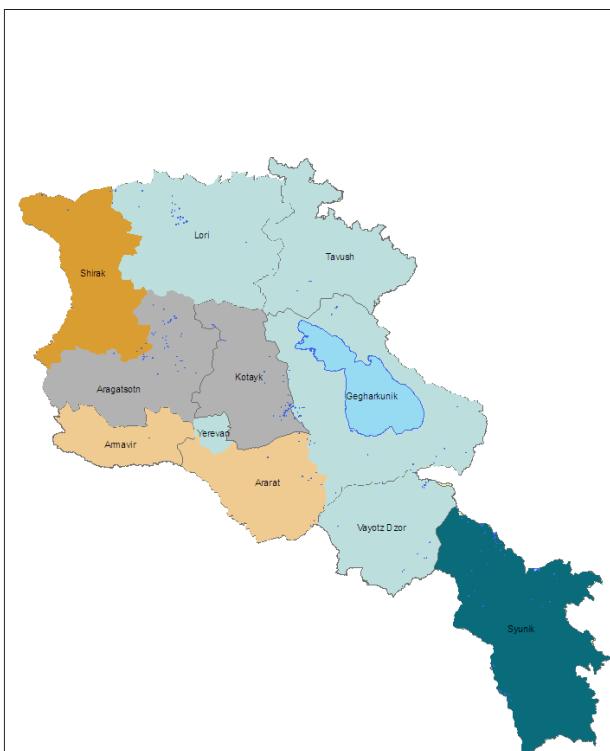 Lori
Tavush
Shirak
Kotayk
Aragatsotn
Gegharkunik
Yerevan
Armavir
Ararat
Vayotz Dzor
Syunik